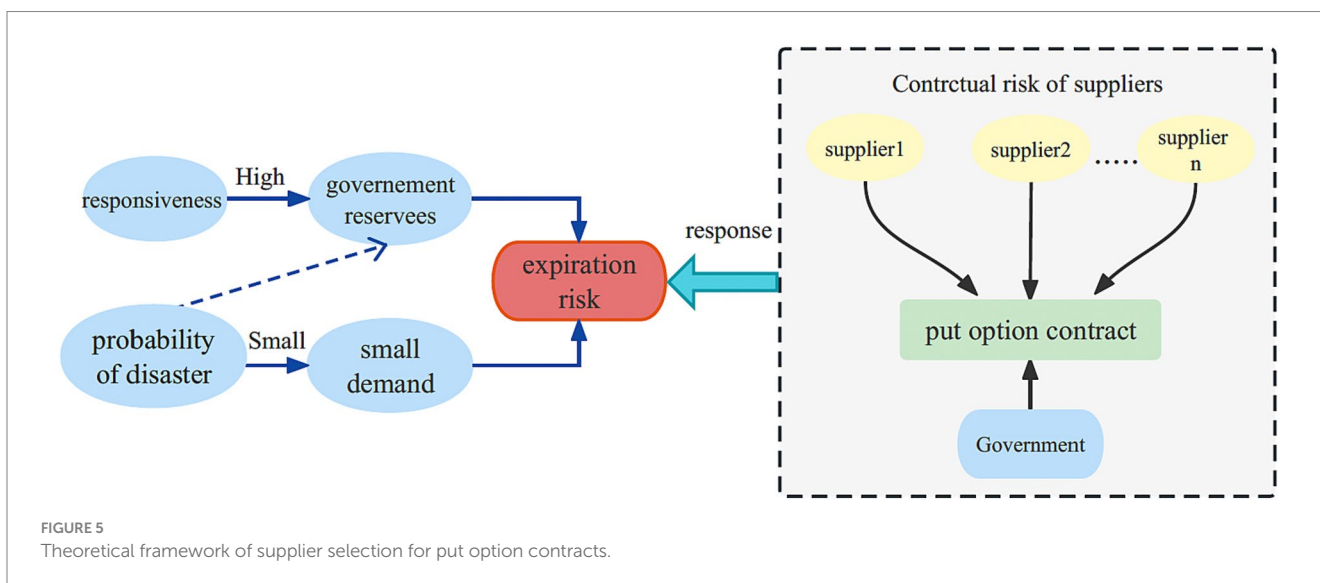 Contrctual risk of suppliers
supplier1
supplier2
.....
supplier
n
High
responsiveness
governement
reservees
response
expiration
risk
probability
of disaster
Small
small
demand
put option contract
Government
FIGURE 5
Theoretical framework of supplier selection for put option contracts.